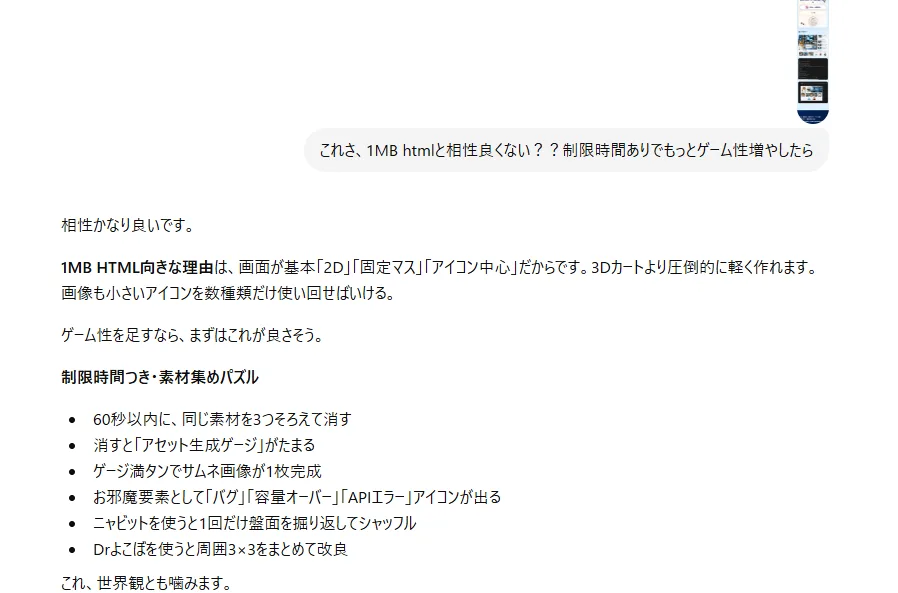 これさ、1MB htmlと相性良くない？？制限時間ありでもっとゲーム性増やしたら
相性かなり良いです。
1MB HTML向きな理由は、画面が基本「2D」「固定マス」「アイコン中心」だからです。3Dカートより圧倒的に軽く作れます。
画像も小さいアイコンを数種類だけ使い回せばいける。
ゲーム性を足すなら、まずはこれが良さそう。
制限時間つき・素材集めパズル
• 60秒以内に、同じ素材を3つそろえて消す
• 消すと「アセット生成ゲージ」がたまる
• ゲージ満タンでサムネ画像が1枚完成
• お邪魔要素として「バグ」「容量オーバー」「APIエラー」アイコンが出る
• ニャビットを使うと1回だけ盤面を掘り返してシャッフル
• Drよこぼを使うと周囲3×3をまとめて改良
これ、世界観とも噛みます。